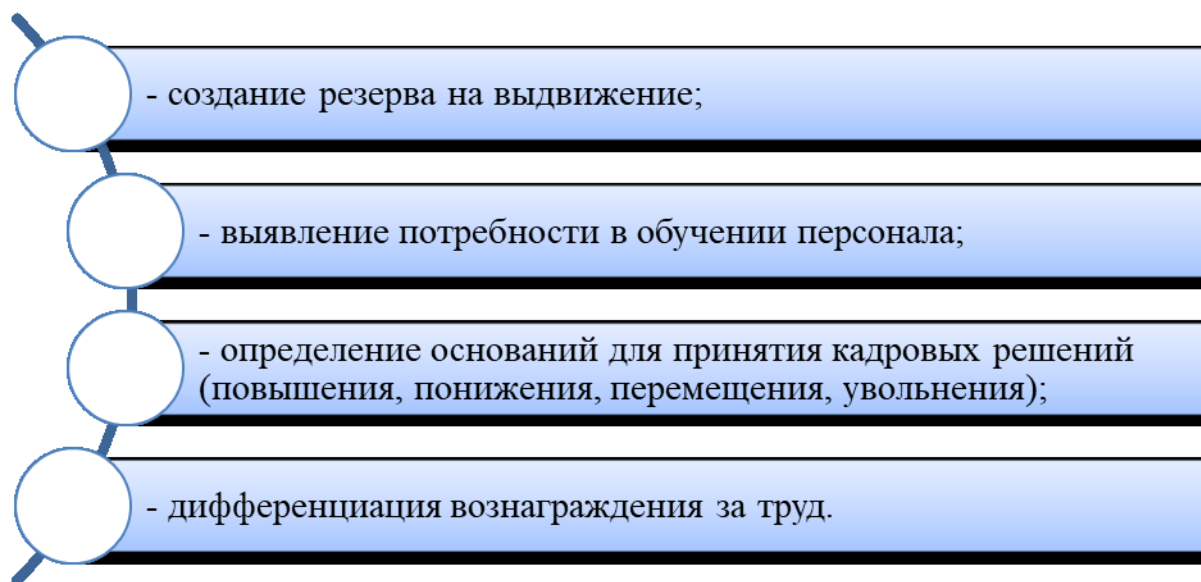 - создание резерва на выдвижение;
- выявление потребности в обучении персонала;
- определение оснований для принятия кадровых решений
(повышения, понижения, перемещения, увольнения);
- дифференциация вознаграждения за труд.